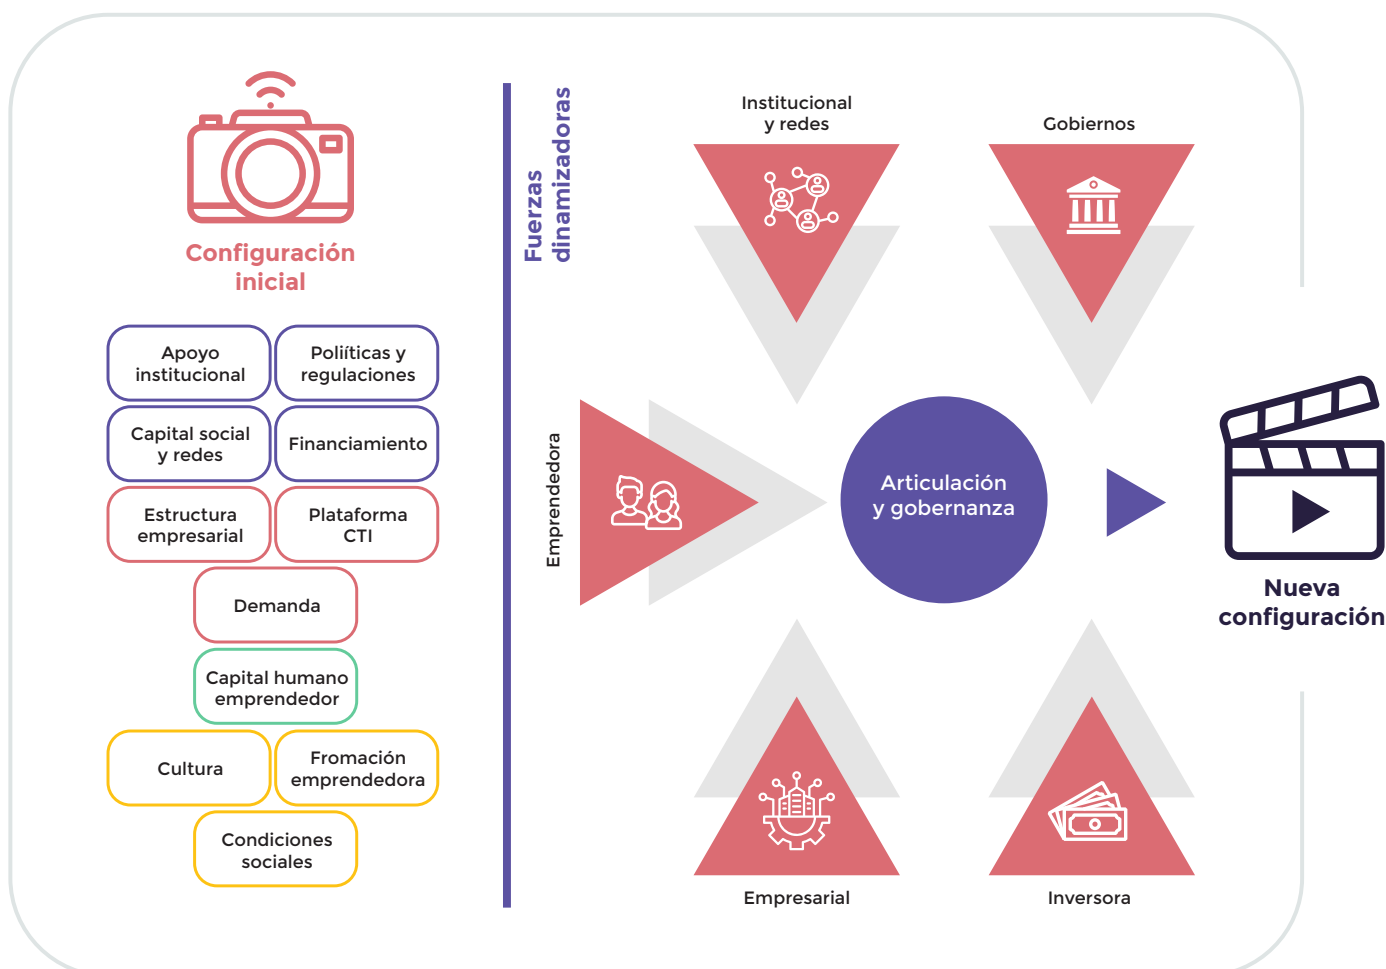 Configuración
inicial
Apoyo
institucional
Poliíticas y
regulaciones
Capital social
y redes
Financiamiento
Estructura
empresarial
Plataforma
CTI
Demanda
Capital humano
emprendedor
Cultura
Fromación
emprendedora
Condiciones
sociales
Fuerzas
dinamizadoras
Institucional
y redes
Gobiernos
Emprendedora
Articulación
y gobernanza
Empresarial
Inversora
Nueva
configuración